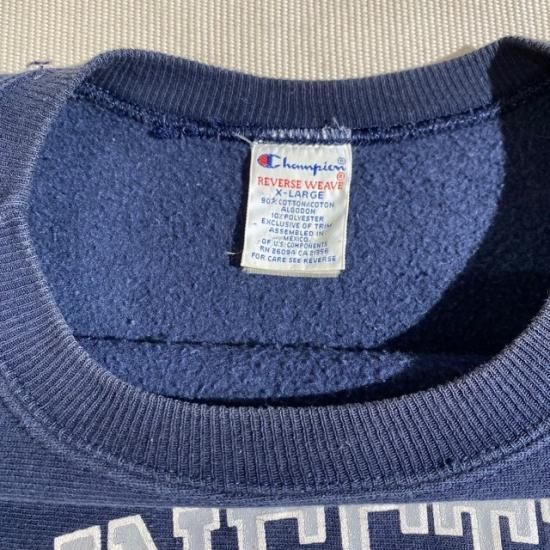 Champion®
REVERSE WEAVE®
X-LARGE
90% COTTON/COTON
ALGODON
10% POLYESTER
EXCLUSIVE OF TRIM
ASSEMBLED IN
MEXICO,
OF U.S. COMPONENTS
RN 26094 CA 21956
FOR CARE SEE REVERSE